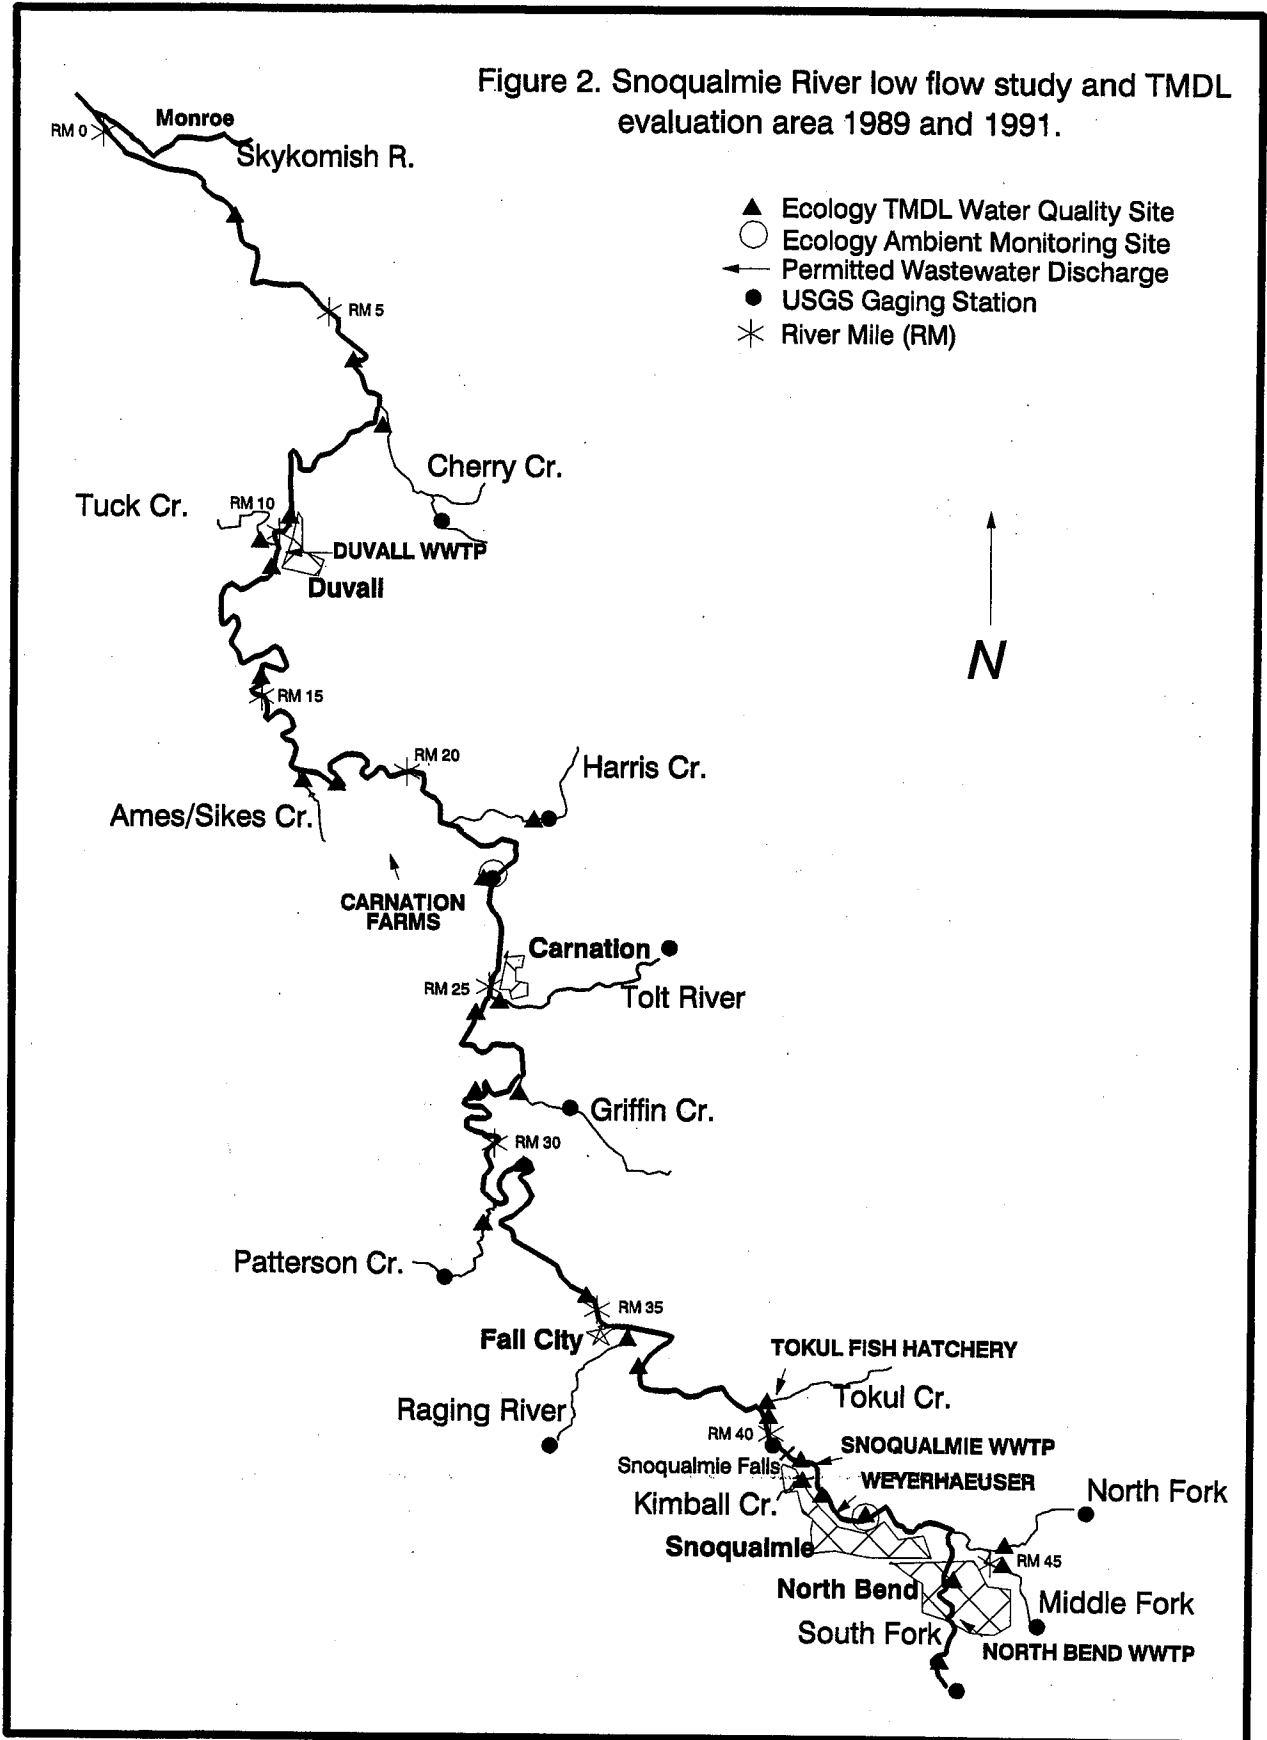 Figure 2. Snoqualmie River low flow study and TMDL
evaluation area 1989 and 1991.
Monroe
RM 0
Skykomish R.
Ecology TMDL Water Quality Site
Ecology Ambient Monitoring Site
Permitted Wastewater Discharge
USGS Gaging Station
River Mile (RM)
RM 5
Cherry Cr.
Tuck Cr.
RM 10
DUVALL WWTP
Duvall
N
RM 15
RM 20
Harris Cr.
Ames/Sikes Cr.
CARNATION
FARMS
Carnation
RM 25
Tolt River
Griffin Cr.
RM 30
Patterson Cr.
RM 35
Fall City
TOKUL FISH HATCHERY
Tokul Cr.
Raging River
RM 40
SNOQUALMIE WWTP
Snoqualmie Falls
WEYERHAEUSER
Kimball Cr.
North Fork
Snoqualmie
RM 45
North Bend
Middle Fork
South Fork
NORTH BEND WWTP